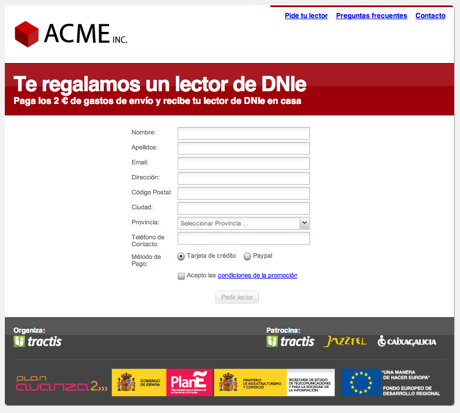 Pide tu lector Preguntas frecuentes Contacto
ACME INC.
Te regalamos un lector de DNIe
Paga los 2 € de gastos de envío y recibe tu lector de DNIe en casa
Nombre:
Apellidos:
Email:
Dirección:
Código Postal:
Ciudad:
Provincia: Seleccionar Provincia ...
Teléfono de
Contacto:
Método de
Pago:
Tarjeta de crédito Paypal
Acepto las condiciones de la promoción
Pedir lector
Organiza:
tractis
Patrocina:
tractis JAZZTEL CAIXAGALICIA
PLAN
avanza2
GOBIERNO
DE ESPAÑA
PlanE
MINISTERIO
DE INDUSTRIA, TURISMO
Y COMERCIO
SECRETARÍA DE ESTADO
DE TELECOMUNICACIONES
Y PARA LA SOCIEDAD DE
LA INFORMACIÓN
"UNA MANERA
DE HACER EUROPA"
FONDO EUROPEO DE
DESARROLLO REGIONAL